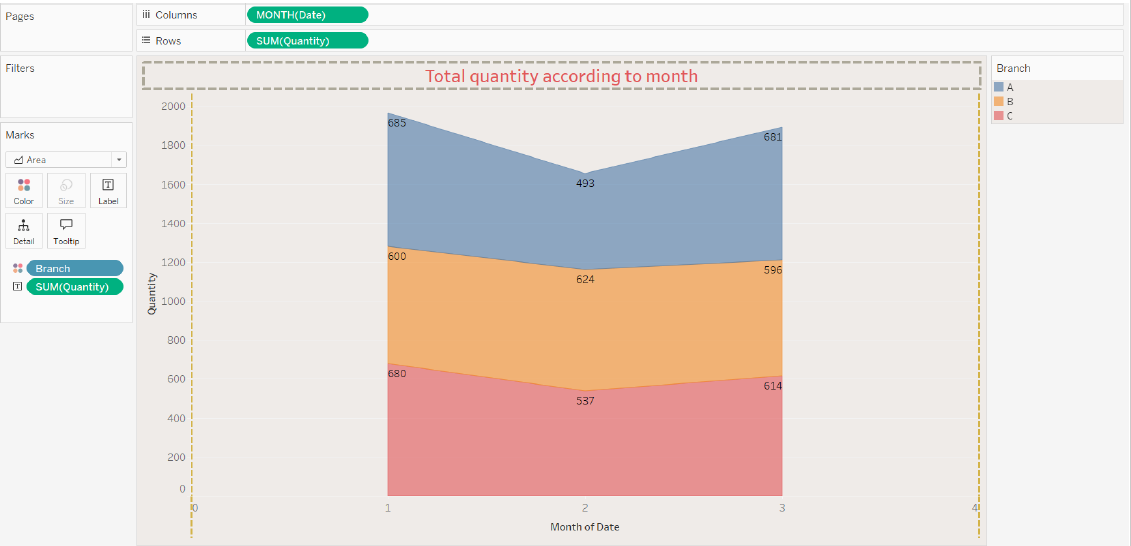 Pages
Columns MONTH(Date)
Rows SUM(Quantity)
Filters
Marks
Area
Color Size Label
Detail Tooltip
Branch
SUM(Quantity)
Total quantity according to month
2000
1800
1600
1400
1200
1000
800
600
400
200
0
Quantity
685
493
681
600
624
596
680
537
614
0 1 2 3 4
Month of Date
Branch
A
B
C